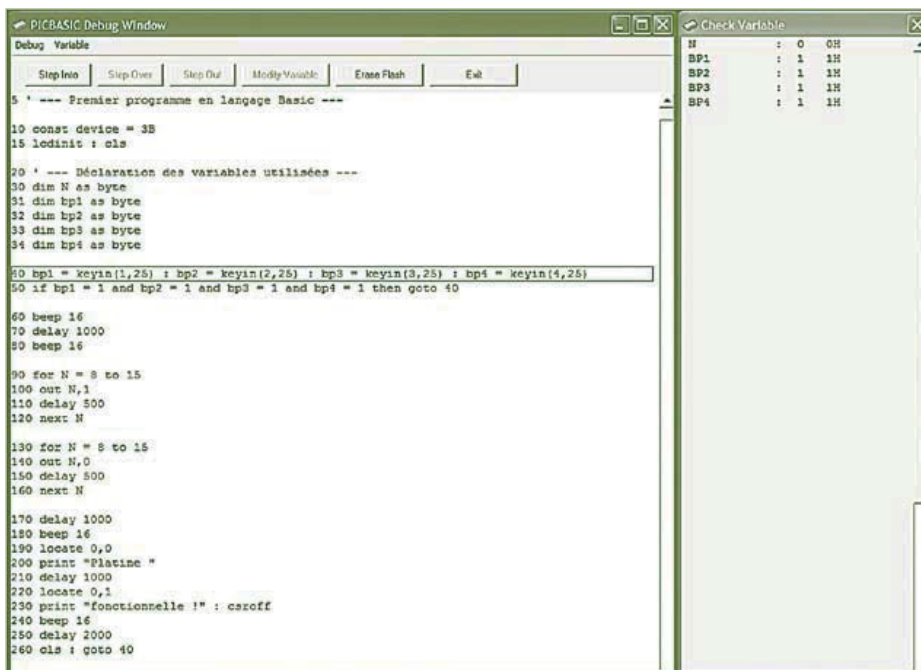 PICBASIC Debug Window
Debug Variable
Step Into Step Over Step Out Modify Variable Erase Flash Exit
5 ' --- Premier programme en langage Basic ---
10 const device = 3B
15 lcdinit : cls
20 ' --- Déclaration des variables utilisées ---
30 dim N as byte
31 dim bp1 as byte
32 dim bp2 as byte
33 dim bp3 as byte
34 dim bp4 as byte
40 bp1 = keyin(1,25) : bp2 = keyin(2,25) : bp3 = keyin(3,25) : bp4 = keyin(4,25)
50 if bp1 = 1 and bp2 = 1 and bp3 = 1 and bp4 = 1 then goto 40
60 beep 16
70 delay 1000
80 beep 16
90 for N = 8 to 15
100 out N,1
110 delay 500
120 next N
130 for N = 8 to 15
140 out N,0
150 delay 500
160 next N
170 delay 1000
180 beep 16
190 locate 0,0
200 print "Platine "
210 delay 1000
220 locate 0,1
230 print "fonctionnelle !" : csroff
240 beep 16
250 delay 2000
260 cls : goto 40
Check Variable
N : 0 0H
BP1 : 1 1H
BP2 : 1 1H
BP3 : 1 1H
BP4 : 1 1H